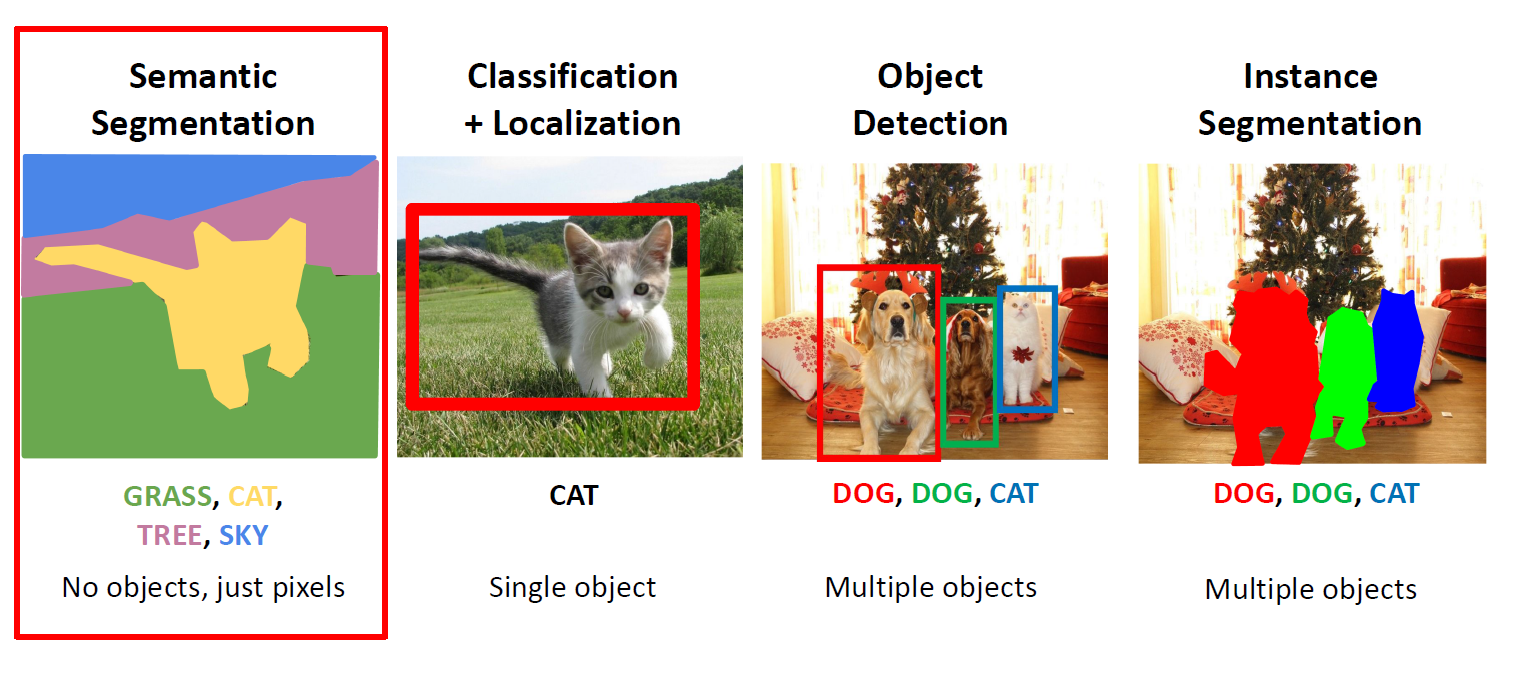 Semantic
Segmentation
GRASS, CAT,
TREE, SKY
No objects, just pixels
Classification
+ Localization
CAT
Single object
Object
Detection
DOG, DOG, CAT
Multiple objects
Instance
Segmentation
DOG, DOG, CAT
Multiple objects